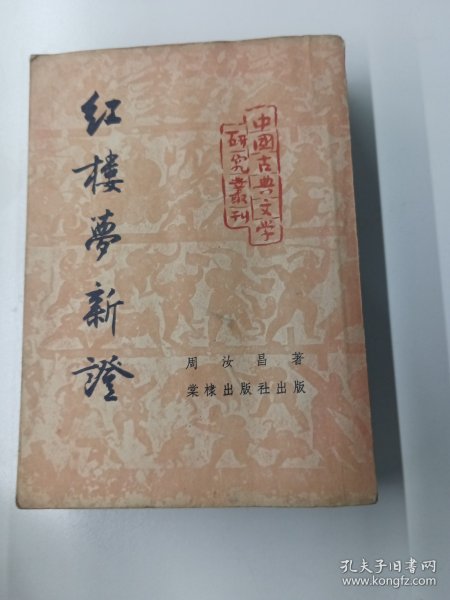 紅樓夢新證
中國古典文学
研究叢刊
周汝昌著
棠棣出版社出版
孔夫子旧书网
www.kongfz.com